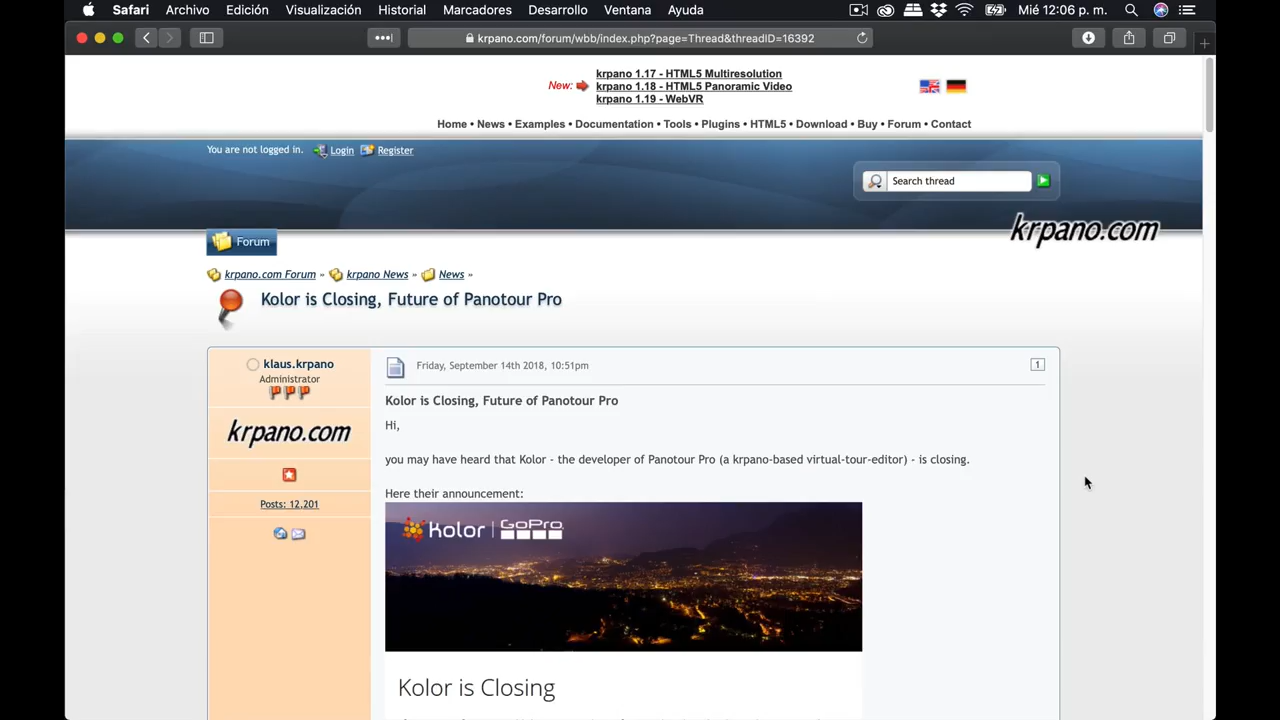 Safari Archivo Edición Visualización Historial Marcadores Desarrollo Ventana Ayuda Mié 12:06 p. m.
krpano.com/forum/wbb/index.php?page=Thread&threadID=16392
New: krpano 1.17 - HTML5 Multiresolution
krpano 1.18 - HTML5 Panoramic Video
krpano 1.19 - WebVR
Home • News • Examples • Documentation • Tools • Plugins • HTML5 • Download • Buy • Forum • Contact
You are not logged in. Login Register
Search thread
krpano.com
Forum
krpano.com Forum » krpano News » News »
Kolor is Closing, Future of Panotour Pro
klaus.krpano
Administrator
krpano.com
Posts: 12,201
Friday, September 14th 2018, 10:51pm 1
Kolor is Closing, Future of Panotour Pro
Hi,
you may have heard that Kolor - the developer of Panotour Pro (a krpano-based virtual-tour-editor) - is closing.
Here their announcement:
kolor | GoPro
Kolor is Closing